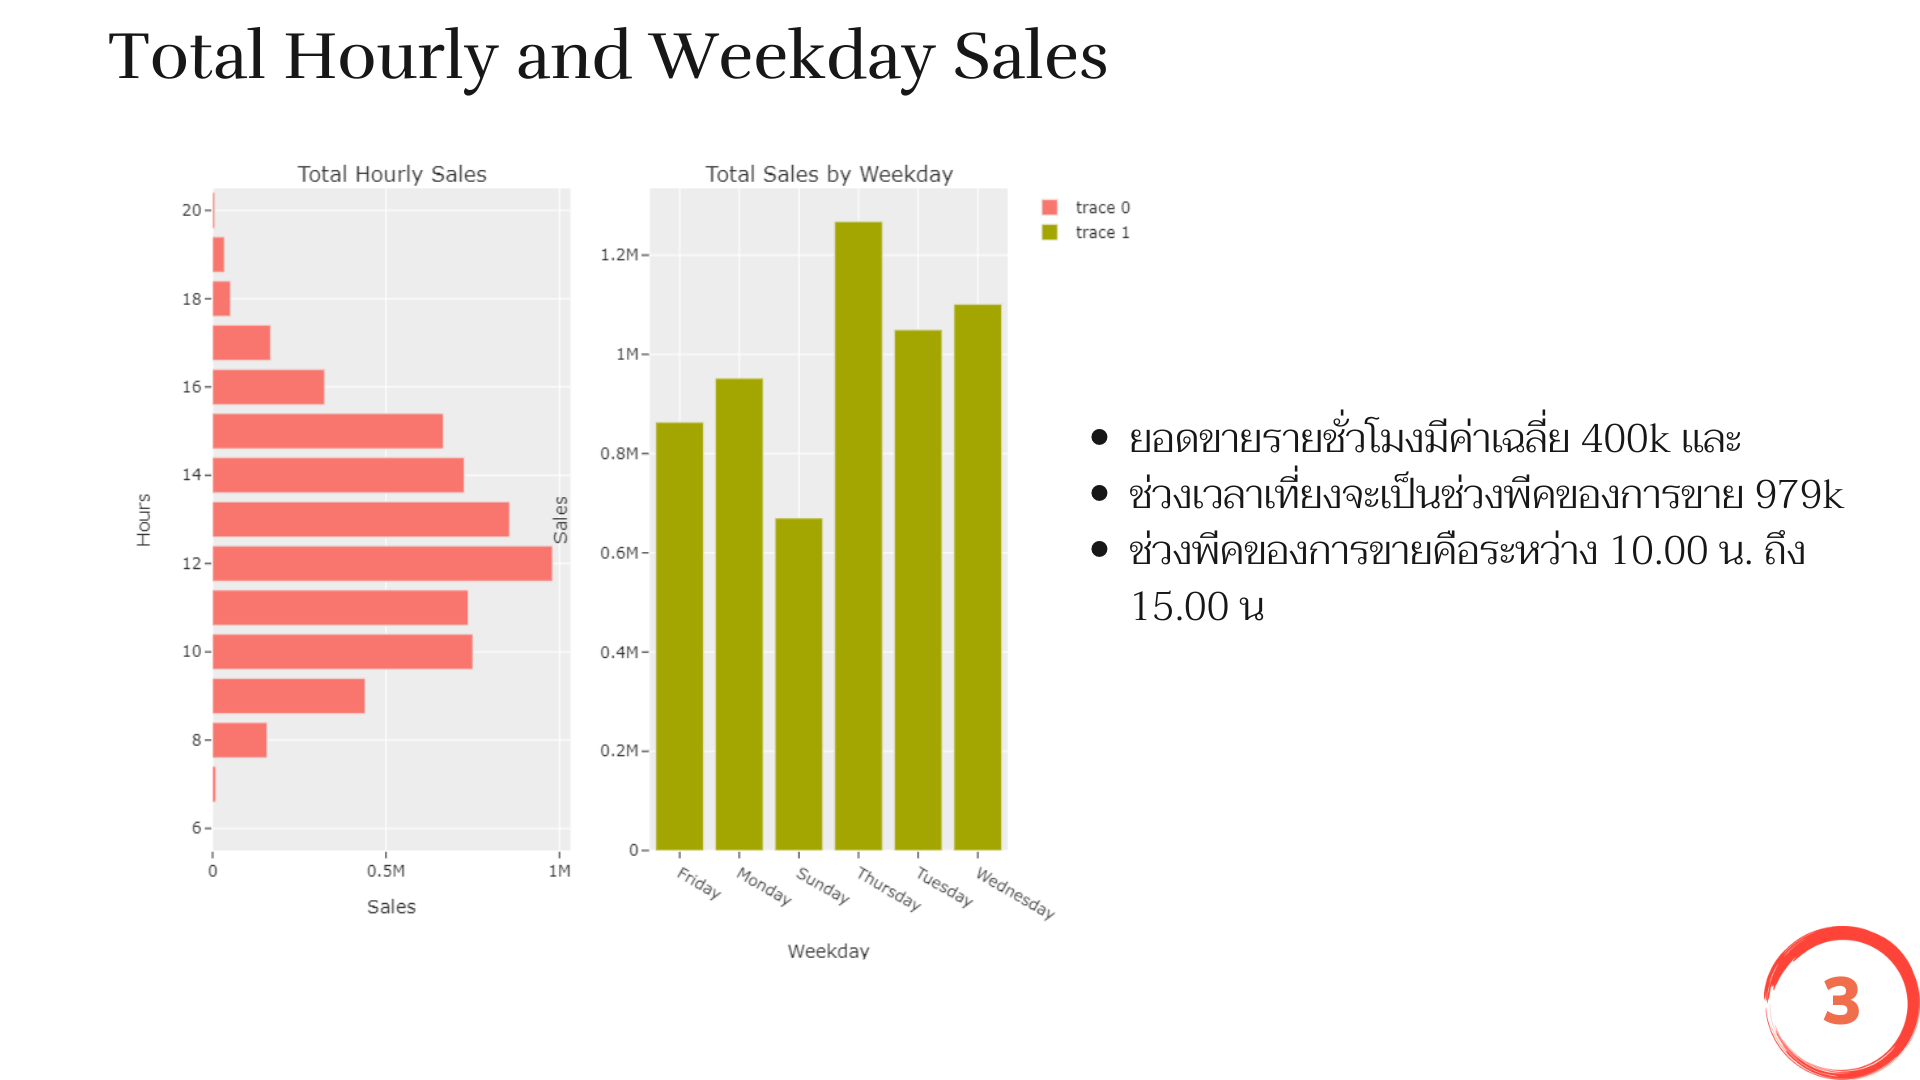 Total Hourly and Weekday Sales
Total Hourly Sales
20
18
16
14
12
10
8
6
Hours
0
0.5M
1M
Sales
Total Sales by Weekday
1.2M
1M
0.8M
0.6M
0.4M
0.2M
0
Sales
Friday
Monday
Sunday
Thursday
Tuesday
Wednesday
Weekday
trace 0
trace 1
ยอดขายรายชั่วโมงมีค่าเฉลี่ย 400k และ
ช่วงเวลาเที่ยงจะเป็นช่วงพีคของการขาย 979k
ช่วงพีคของการขายคือระหว่าง 10.00 น. ถึง
15.00 น
3